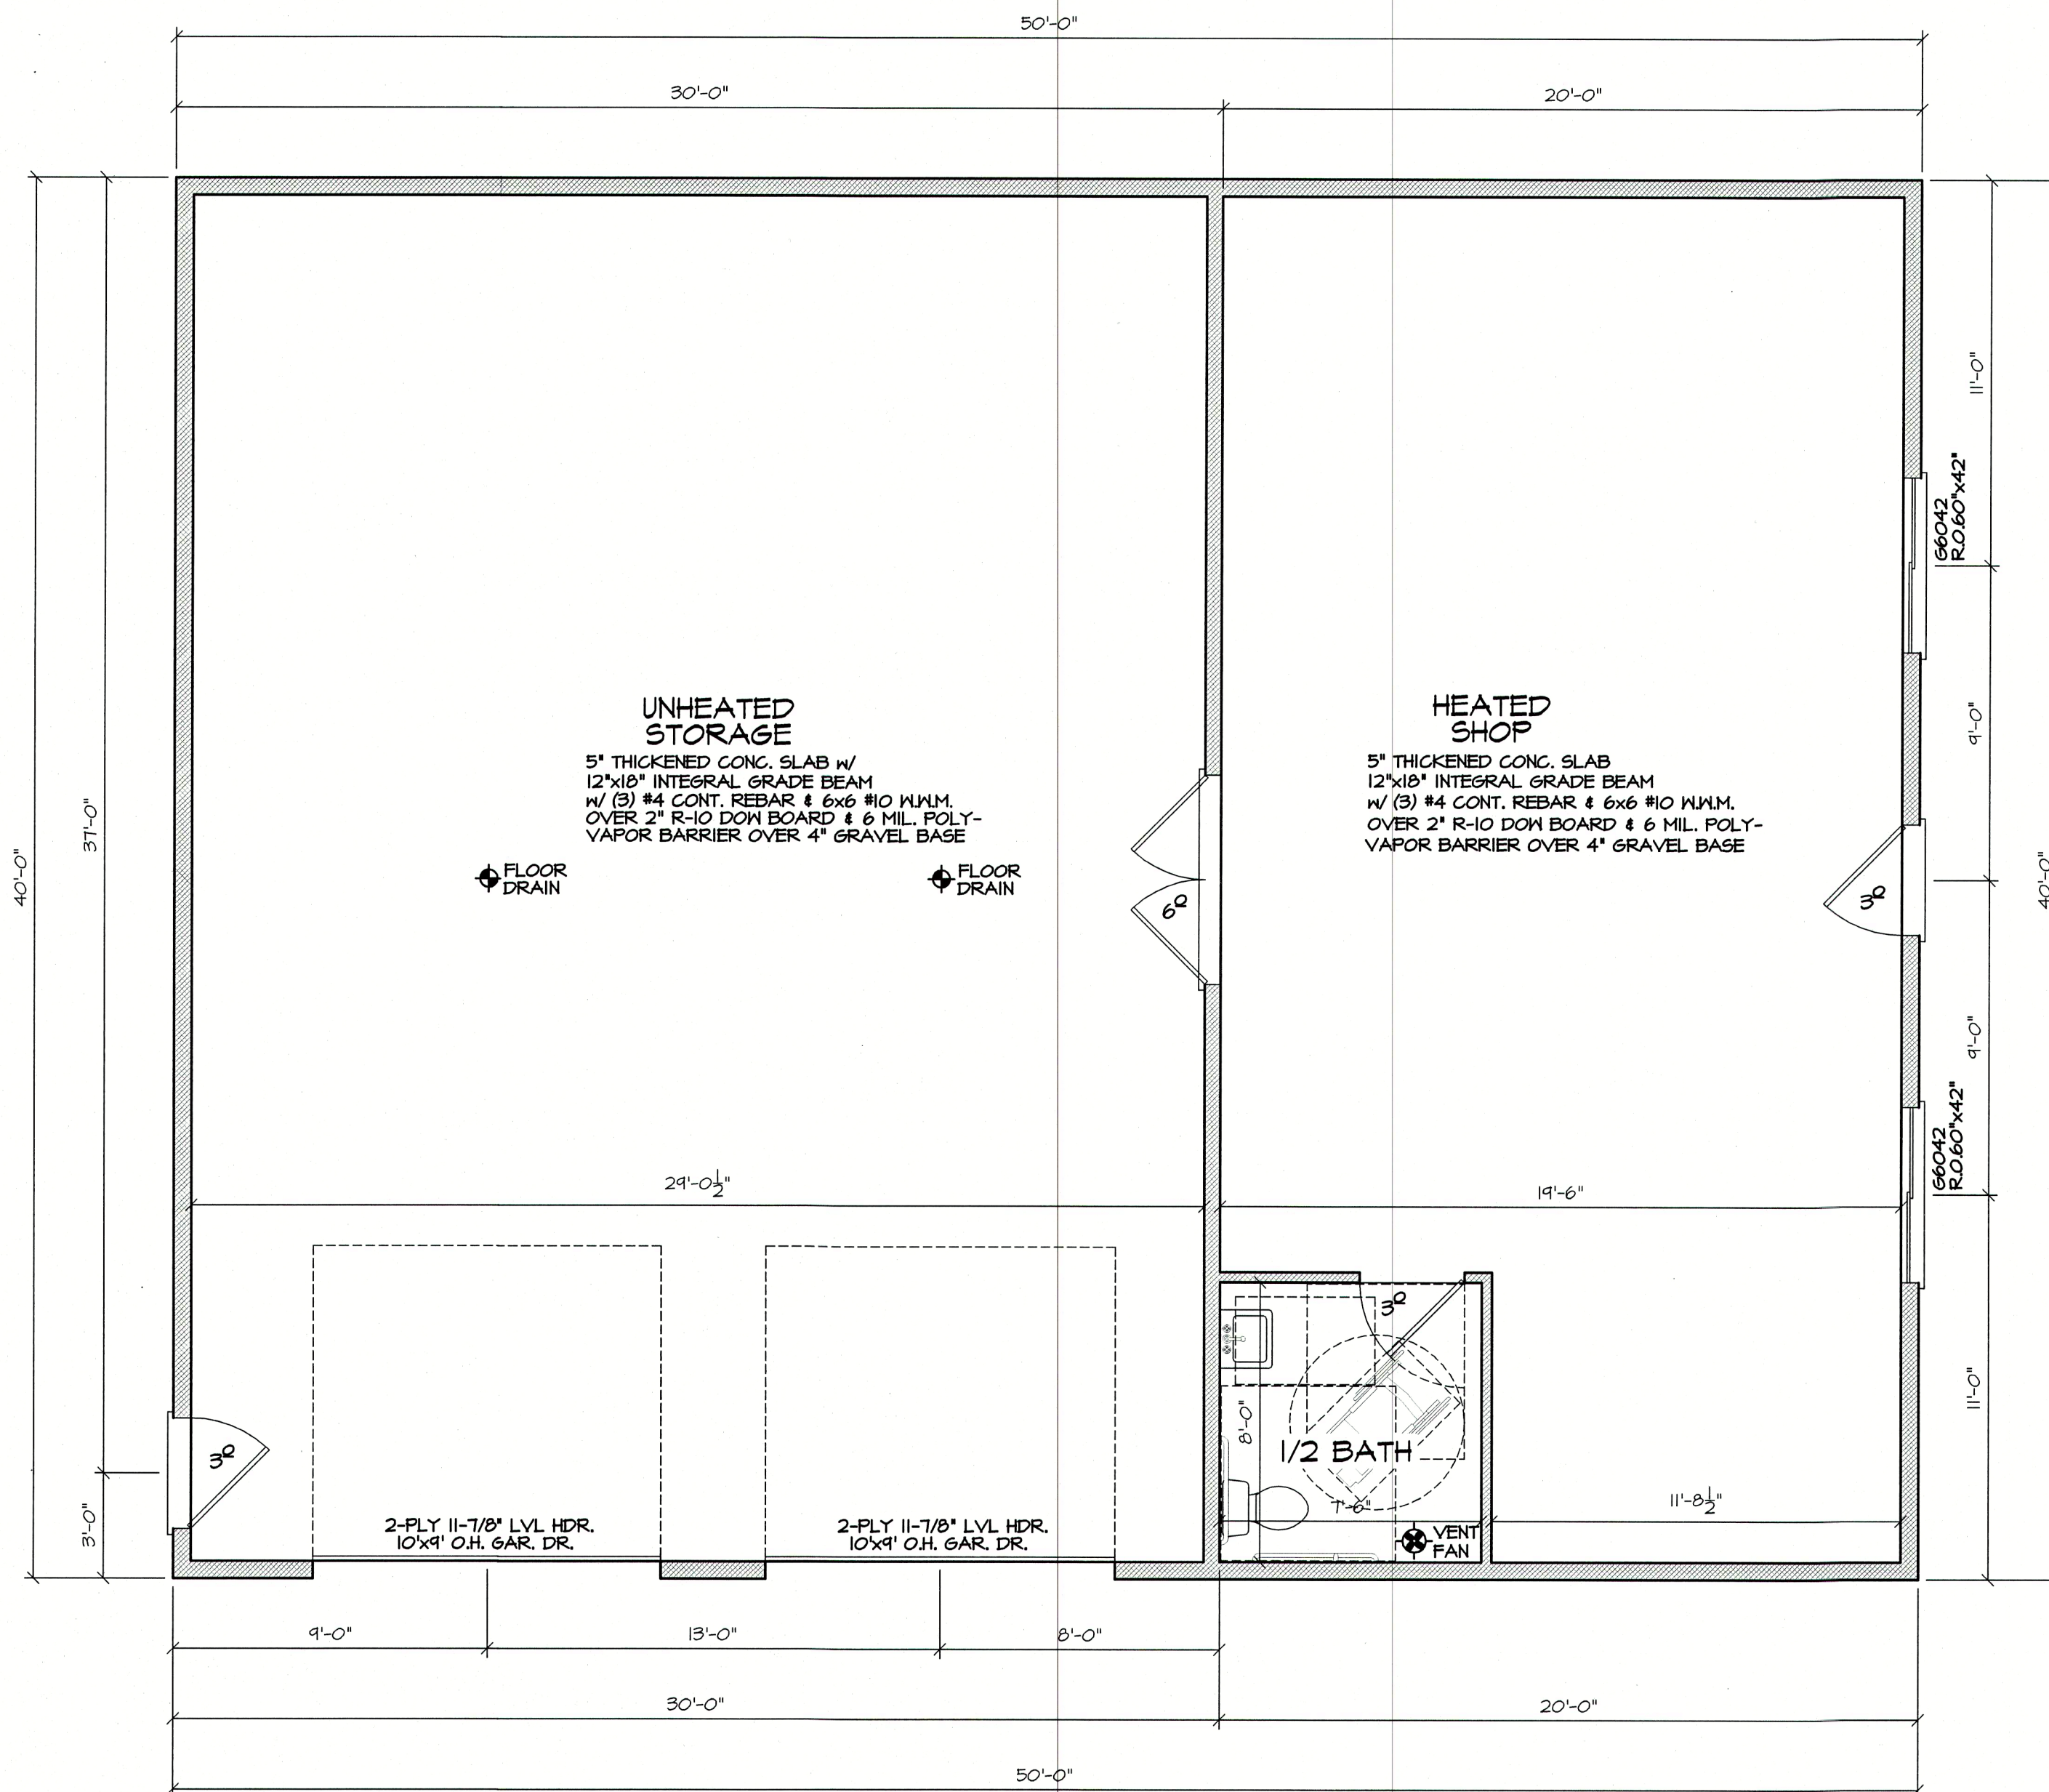 50'-0"
30'-0"
20'-0"
11'-0"
G6042
R.O.60"x42"
9'-0"
UNHEATED
STORAGE
5" THICKENED CONC. SLAB w/
12"x18" INTEGRAL GRADE BEAM
w/ (3) #4 CONT. REBAR & 6x6 #10 W.W.M.
OVER 2" R-10 DOW BOARD & 6 MIL. POLY-
VAPOR BARRIER OVER 4" GRAVEL BASE
HEATED
SHOP
5" THICKENED CONC. SLAB
12"x18" INTEGRAL GRADE BEAM
w/ (3) #4 CONT. REBAR & 6x6 #10 W.W.M.
OVER 2" R-10 DOW BOARD & 6 MIL. POLY-
VAPOR BARRIER OVER 4" GRAVEL BASE
40'-0"
37'-0"
FLOOR
DRAIN
FLOOR
DRAIN
6⁰
3⁰
40'-0"
9'-0"
G6042
R.O.60"x42"
29'-0½"
19'-6"
3⁰
8'-0"
1/2 BATH
11'-0"
3⁰
3'-0"
7'-6"
11'-8½"
2-PLY 11-7/8" LVL HDR.
10'x9' O.H. GAR. DR.
2-PLY 11-7/8" LVL HDR.
10'x9' O.H. GAR. DR.
VENT
FAN
9'-0"
13'-0"
8'-0"
30'-0"
20'-0"
50'-0"